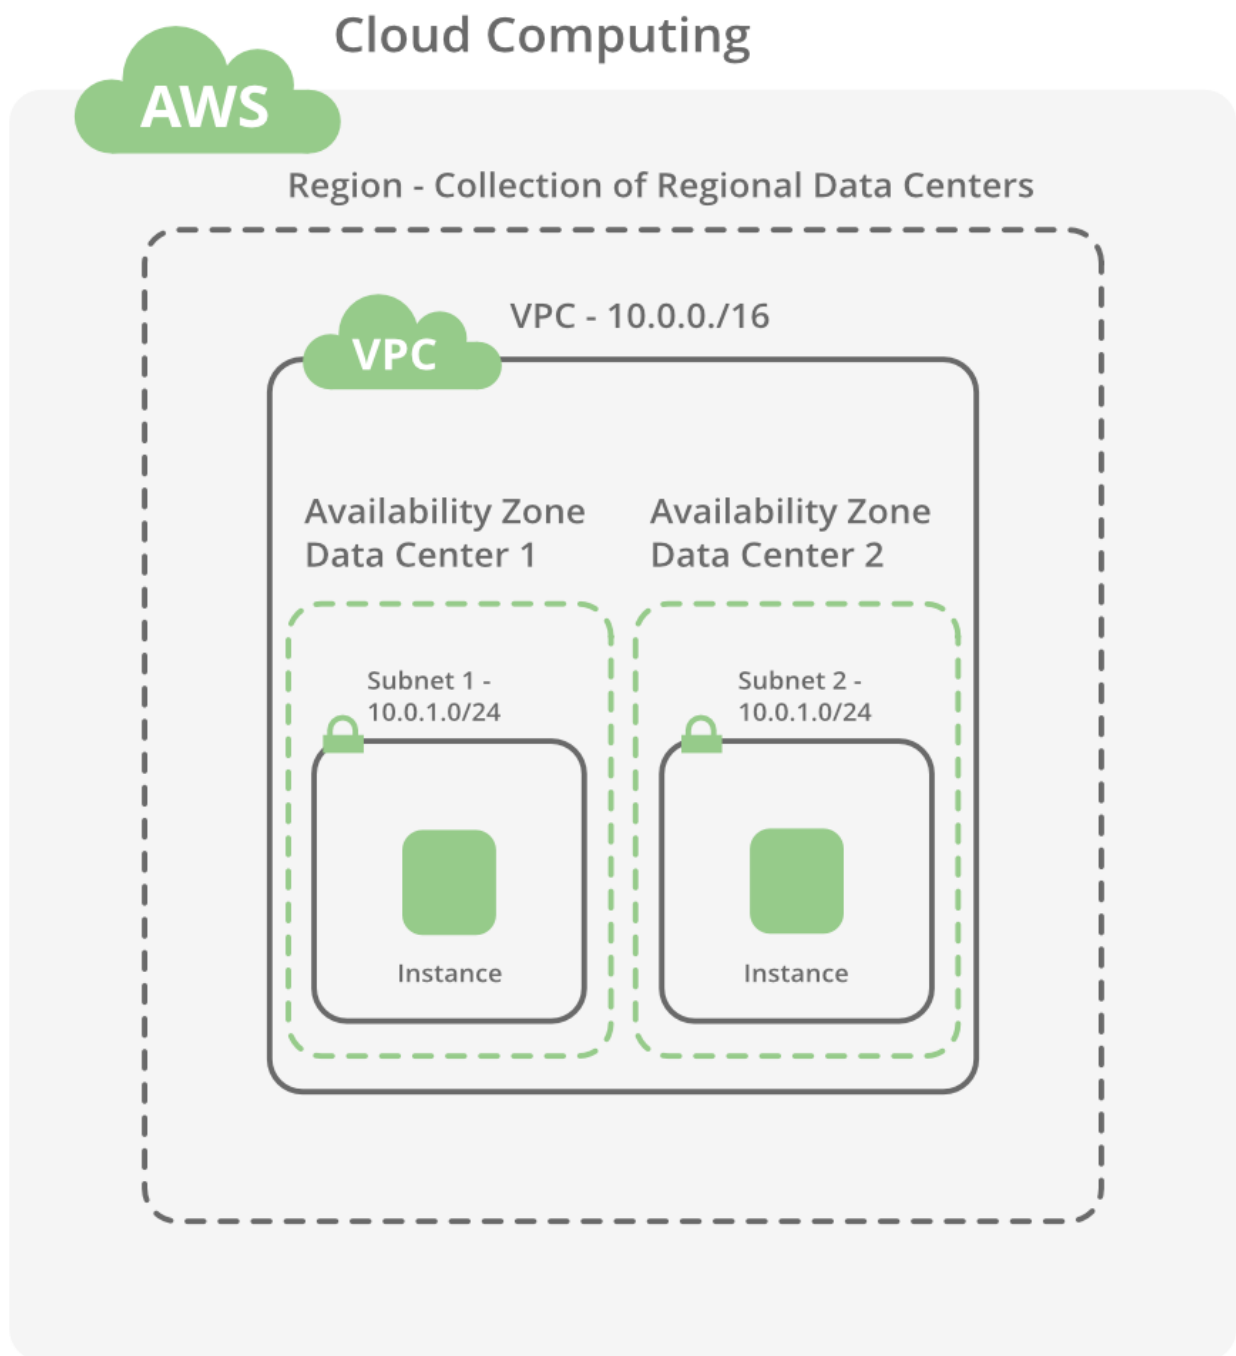 Cloud Computing
AWS
Region - Collection of Regional Data Centers
VPC - 10.0.0./16
VPC
Availability Zone
Data Center 1
Availability Zone
Data Center 2
Subnet 1 -
10.0.1.0/24
Subnet 2 -
10.0.1.0/24
Instance
Instance